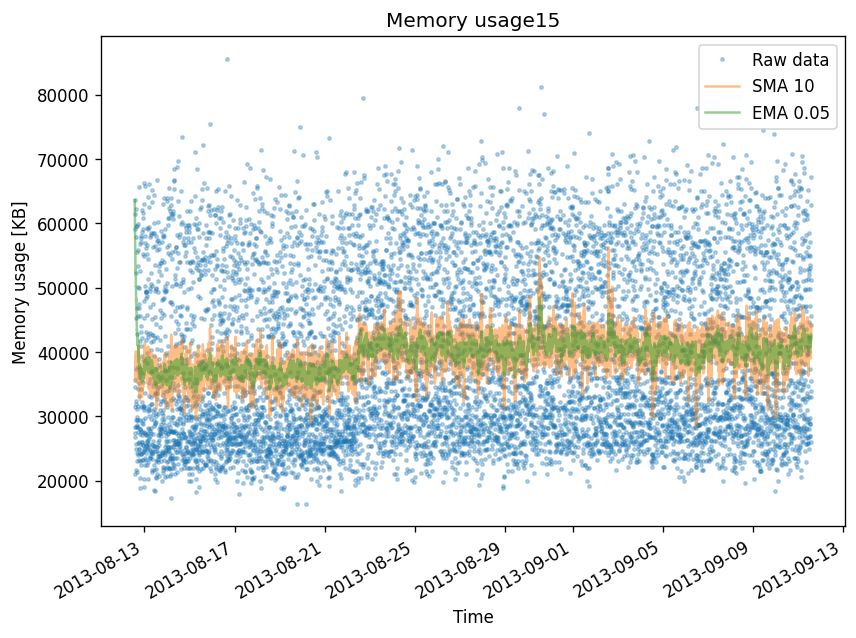 Memory usage15
Raw data
SMA 10
EMA 0.05
80000
70000
60000
50000
40000
30000
20000
Memory usage [KB]
2013-08-13
2013-08-17
2013-08-21
2013-08-25
2013-08-29
2013-09-01
2013-09-05
2013-09-09
2013-09-13
Time